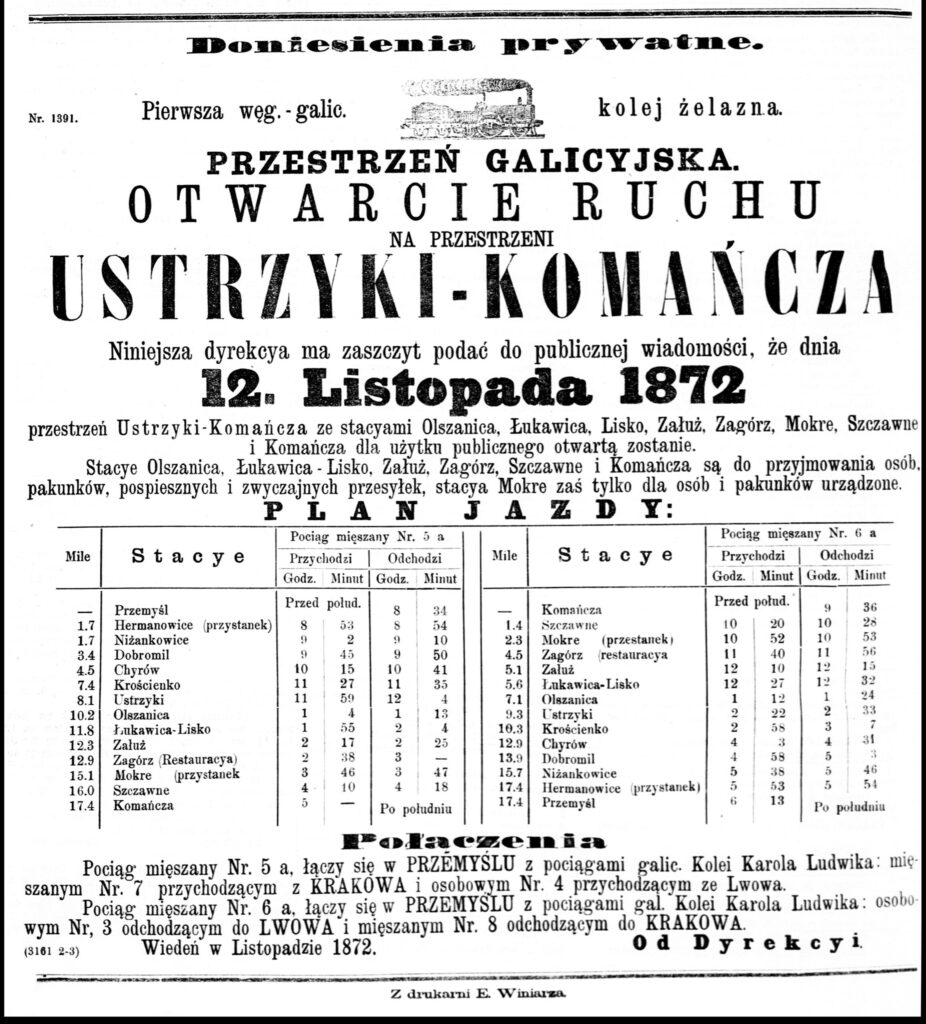 Doniesienia prywatne.
Nr. 1391. Pierwsza węg.-galic. kolej żelazna.
PRZESTRZEŃ GALICYJSKA.
OTWARCIE RUCHU
NA PRZESTRZENI
USTRZYKI-KOMAŃCZA
Niniejsza dyrekcya ma zaszczyt podać do publicznej wiadomości, że dnia
12. Listopada 1872
przestrzeń Ustrzyki-Komańcza ze stacyami Olszanica, Łukawica, Lisko, Załuż, Zagórz, Mokre, Szczawne
i Komańcza dla użytku publicznego otwartą zostanie.
Stacye Olszanica, Łukawica-Lisko, Załuż, Zagórz, Szczawne i Komańcza są do przyjmowania osób,
pakunków, pospiesznych i zwyczajnych przesyłek, stacya Mokre zaś tylko dla osób i pakunków urządzone.
PLAN JAZDY:
Mile Stacye Pociąg mięszany Nr. 5 a
Przychodzi Odchodzi
Godz. Minut Godz. Minut
Przed połud.
— Przemyśl 8 34
1.7 Hermanowice (przystanek) 8 53 8 54
1.7 Niżankowice 9 2 9 10
3.4 Dobromil 9 45 9 50
4.5 Chyrów 10 15 10 41
7.4 Krościenko 11 27 11 35
8.1 Ustrzyki 11 59 12 4
10.2 Olszanica 1 4 1 13
11.8 Łukawica-Lisko 1 55 2 4
12.3 Załuż 2 17 2 25
12.9 Zagórz (Restauracya) 2 38 3 —
15.1 Mokre (przystanek 3 46 3 47
16.0 Szczawne 4 10 4 18
17.4 Komańcza 5 — Po południu
Mile Stacye Pociąg mięszany Nr. 6 a
Przychodzi Odchodzi
Godz. Minut Godz. Minut
Przed połud.
— Komańcza 9 36
1.4 Szczawne 10 20 10 28
2.3 Mokre (przestanek) 10 52 10 53
4.5 Zagórz (restauracya 11 40 11 56
5.1 Załuż 12 10 12 15
5.6 Łukawica-Lisko 12 27 12 32
7.1 Olszanica 1 12 1 24
9.3 Ustrzyki 2 22 2 33
10.3 Krościenko 2 58 3 7
12.9 Chyrów 4 3 4 31
13.9 Dobromil 4 58 5 3
15.7 Niżankowice 5 38 5 46
17.4 Hermanowice (przystanek) 5 53 5 54
17.4 Przemyśl 6 13 Po południu
Połączenia
Pociąg mięszany Nr. 5 a, łączy się w PRZEMYŚLU z pociągami galic. Kolei Karola Ludwika: mię-
szanym Nr. 7 przychodzącym z KRAKOWA i osobowym Nr. 4 przychodzącym ze Lwowa.
Pociąg mięszany Nr. 6 a, łączy się w PRZEMYŚLU z pociągami gal. Kolei Karola Ludwika: osobo-
wym Nr, 3 odchodzącym do LWOWA i mięszanym Nr. 8 odchodzącym do KRAKOWA.
(3161 2-3) Wiedeń w Listopadzie 1872. Od Dyrekcyi.
Z drukarni E. Winiarza.